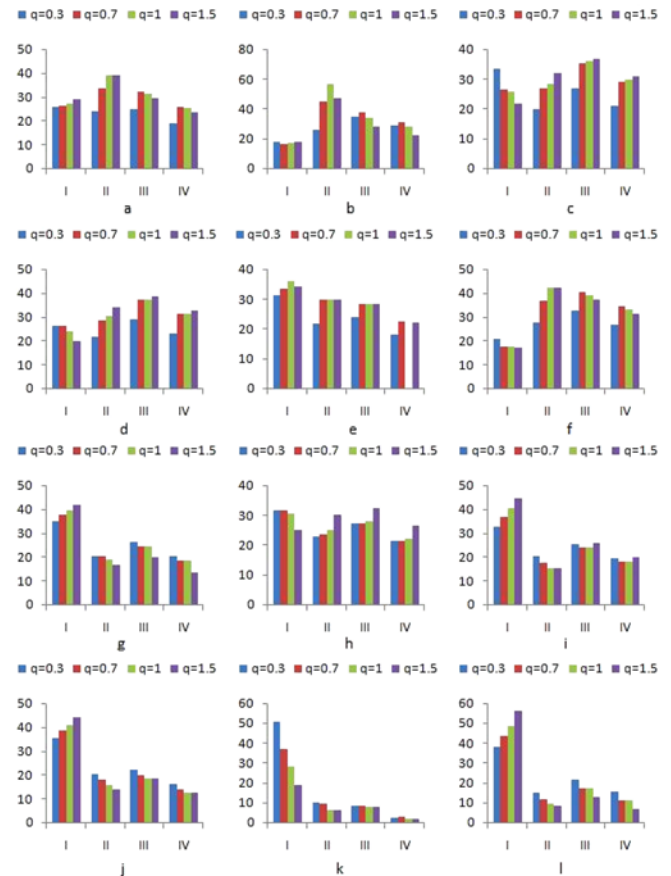 q=0.3 q=0.7 q=1 q=1.5 q=0.3 q=0.7 q=1 q=1.5 q=0.3 q=0.7 q=1 q=1.5
50 80 40
40 60 30
30 40 20
20 20 10
10
0 0 0
I II III IV I II III IV I II III IV
a b c
q=0.3 q=0.7 q=1 q=1.5 q=0.3 q=0.7 q=1 q=1.5 q=0.3 q=0.7 q=1 q=1.5
50 40 50
40 30 40
30 20 30
20 10 20
10 10
0 0 0
I II III IV I II III IV I II III IV
d e f
q=0.3 q=0.7 q=1 q=1.5 q=0.3 q=0.7 q=1 q=1.5 q=0.3 q=0.7 q=1 q=1.5
50 40 50
40 30 40
30 20 30
20 10 20
10 10
0 0 0
I II III IV I II III IV I II III IV
g h i
q=0.3 q=0.7 q=1 q=1.5 q=0.3 q=0.7 q=1 q=1.5 q=0.3 q=0.7 q=1 q=1.5
50 60 60
40 50 50
30 40 40
20 30 30
10 20 20
10 10
0 0 0
I II III IV I II III IV I II III IV
j k l